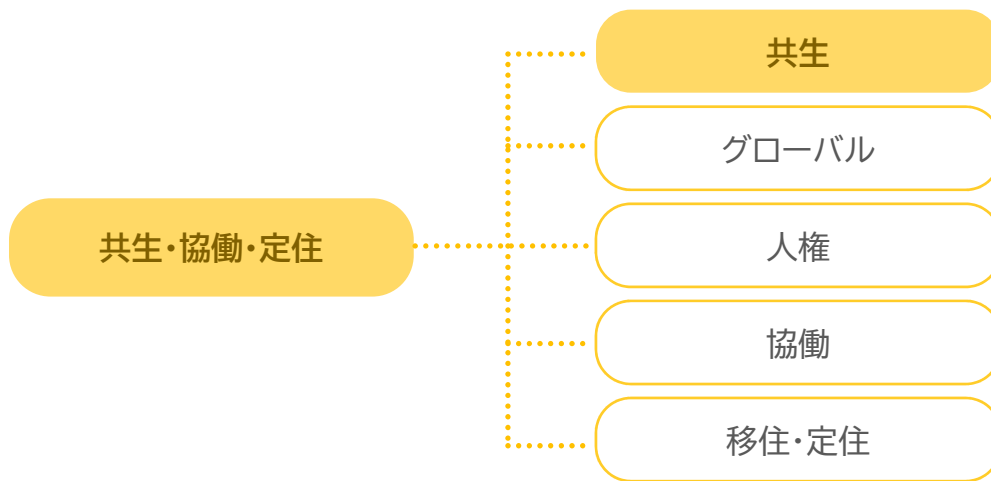 共生・協働・定住
共生
グローバル
人権
協働
移住・定住